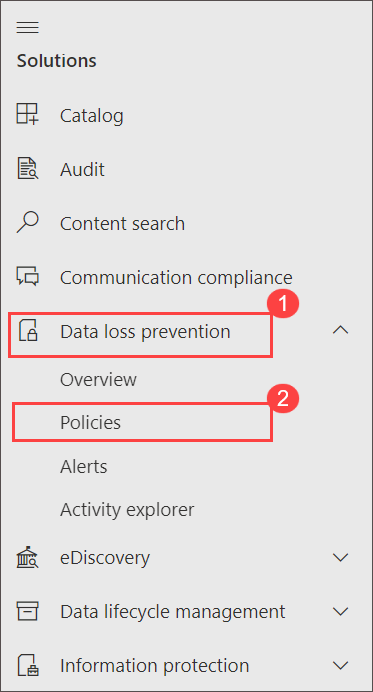 Solutions
Catalog
Audit
Content search
Communication compliance
1
Data loss prevention
Overview
2
Policies
Alerts
Activity explorer
eDiscovery
Data lifecycle management
Information protection